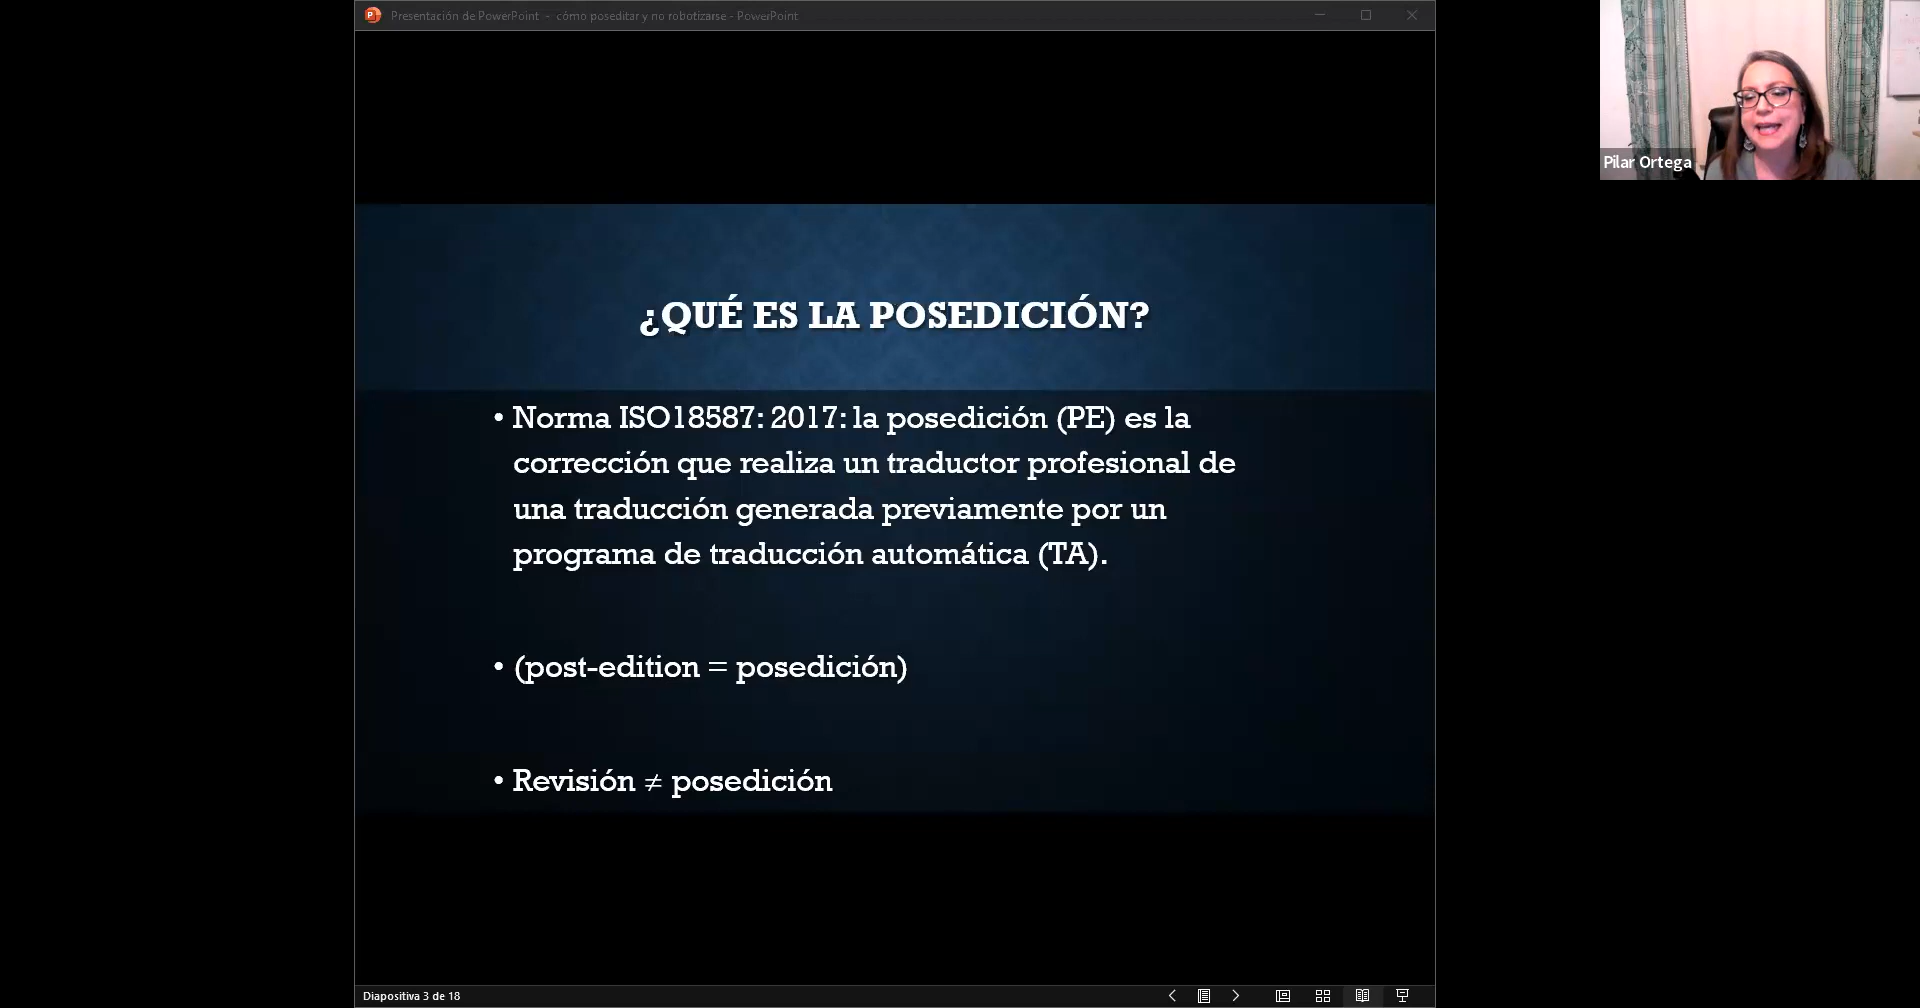 Presentación de PowerPoint - cómo poseditar y no robotizarse - PowerPoint
Pilar Ortega
¿QUÉ ES LA POSEDICIÓN?
• Norma ISO18587: 2017: la posedición (PE) es la
corrección que realiza un traductor profesional de
una traducción generada previamente por un
programa de traducción automática (TA).
• (post-edition = posedición)
• Revisión ≠ posedición
Diapositiva 3 de 18